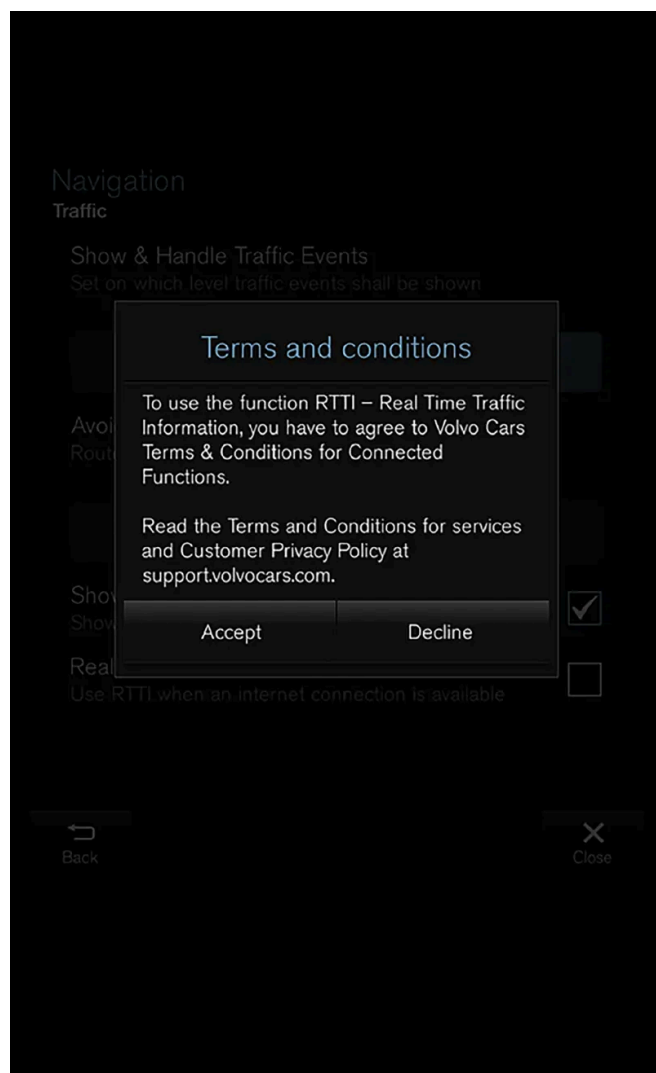 Navigation
Traffic
Show & Handle Traffic Events
Set on which level traffic events shall be shown
Terms and conditions
To use the function RTTI – Real Time Traffic
Information, you have to agree to Volvo Cars
Terms & Conditions for Connected
Functions.
Read the Terms and Conditions for services
and Customer Privacy Policy at
support.volvocars.com.
Accept
Decline
Use RTTI when an internet connection is available
Back
Close